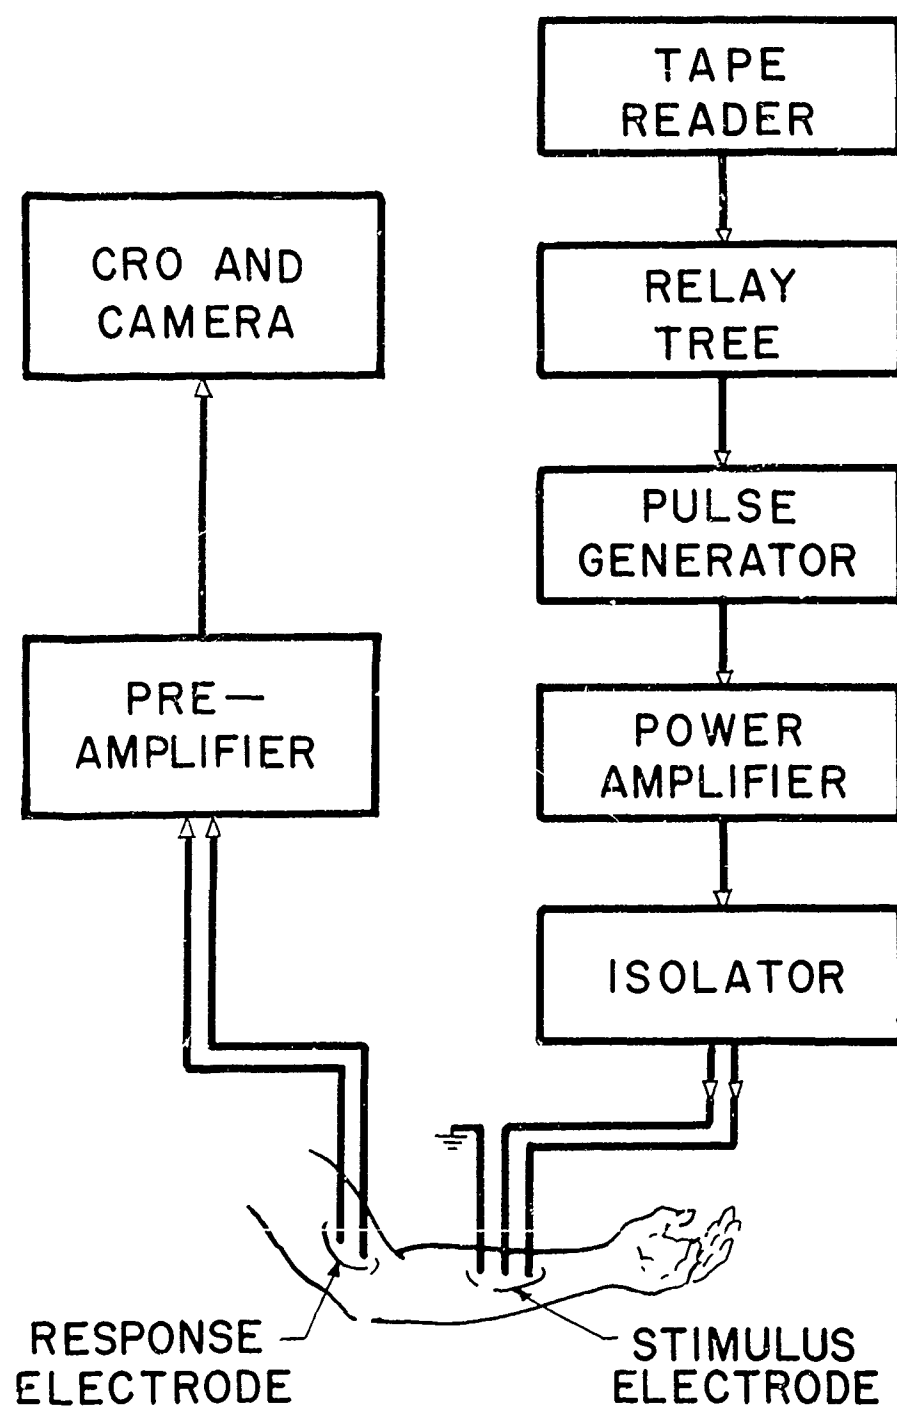 TAPE
READER
CRO AND
CAMERA
RELAY
TREE
PULSE
GENERATOR
PRE—
AMPLIFIER
POWER
AMPLIFIER
ISOLATOR
RESPONSE
ELECTRODE
STIMULUS
ELECTRODE